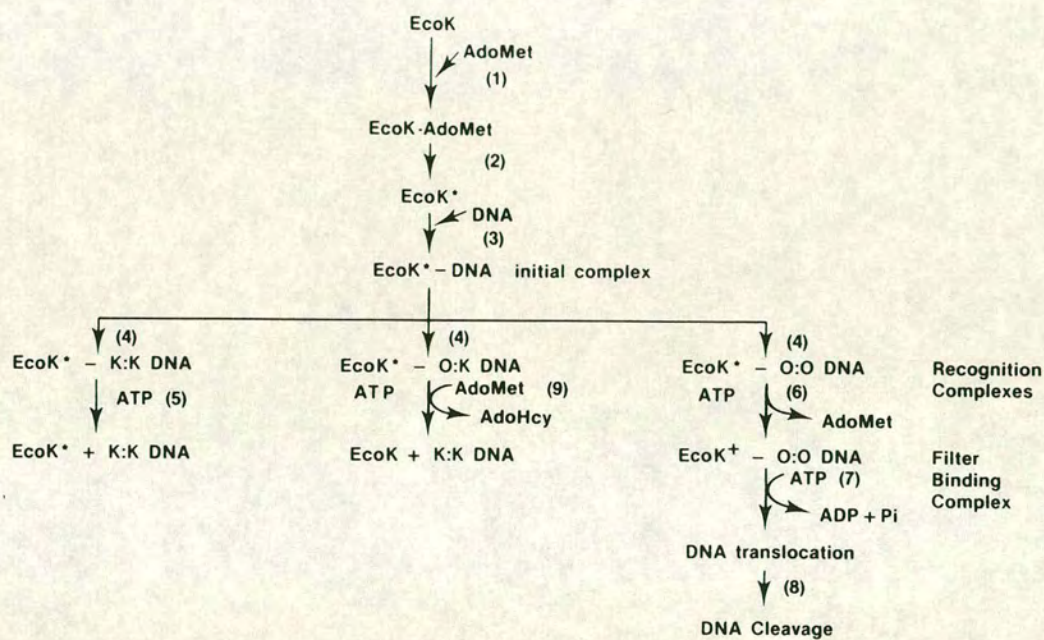 EcoK
AdoMet
(1)
EcoK·AdoMet
(2)
EcoK*
DNA
(3)
EcoK* – DNA initial complex
(4) (4) (4)
EcoK* – K:K DNA EcoK* – O:K DNA EcoK* – O:O DNA Recognition
ATP (5) ATP AdoMet (9) ATP (6) Complexes
AdoHcy AdoMet
EcoK* + K:K DNA EcoK + K:K DNA EcoK+ – O:O DNA Filter
ATP (7) Binding
ADP + Pi Complex
DNA translocation
(8)
DNA Cleavage